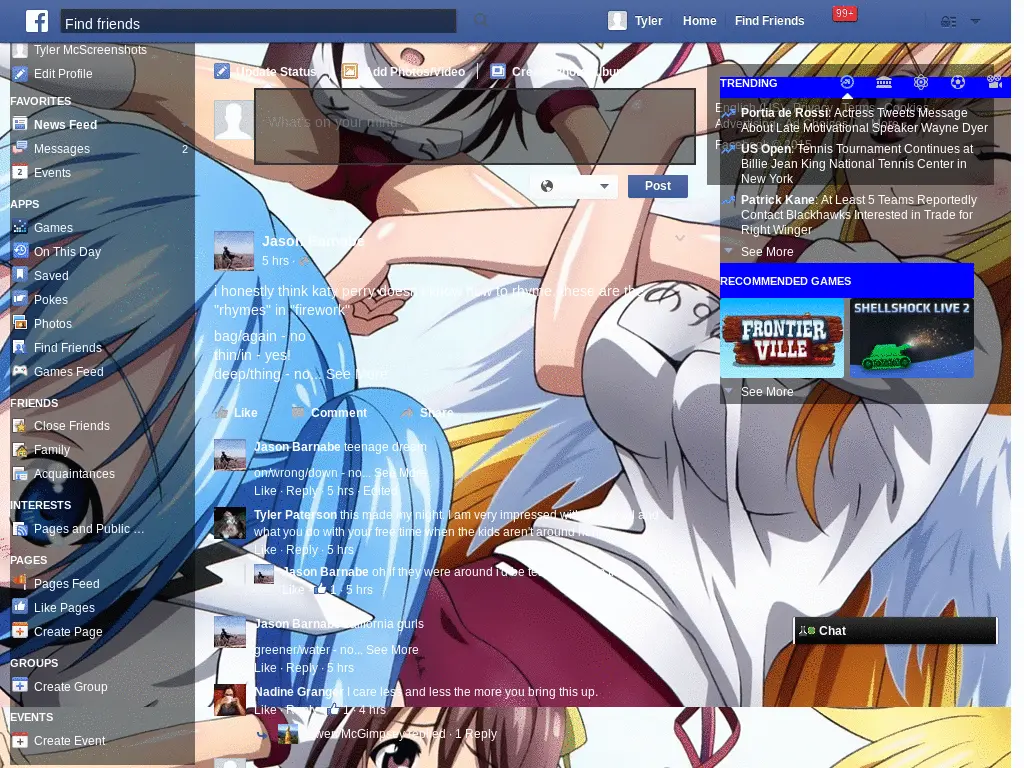 Find friends
Tyler
Home
Find Friends
99+
Tyler McScreenshots
Edit Profile
FAVORITES
News Feed
Messages 2
Events
APPS
Games
On This Day
Saved
Pokes
Photos
Find Friends
Games Feed
FRIENDS
Close Friends
Family
Acquaintances
INTERESTS
Pages and Public ...
PAGES
Pages Feed
Like Pages
Create Page
GROUPS
Create Group
EVENTS
Create Event
Update Status
Add Photos/Video
What's on your mind?
Post
Jason Barnabe
5 hrs ·
i honestly think katy perry doesn't know how to rhyme. these are the
"rhymes" in "firework"
bag/again - no
thin/in - yes!
deep/thing - no... See More
Like Comment Share
Jason Barnabe teenage dream
on/wrong/down - no... See More
Like · Reply · 5 hrs · Edited
Tyler Paterson this made my night. I am very impressed with
what you do with your free time when the kids aren't around
Like · Reply · 5 hrs
Jason Barnabe oh if they were around i'd be
Like · 1 · 5 hrs
Jason Barnabe california gurls
greener/water - no... See More
Like · Reply · 5 hrs
Nadine Granger I care less and less the more you bring this up.
Like · Reply · 1 · 4 hrs
McGimpsey replied · 1 Reply
TRENDING
Portia de Rossi: Actress Tweets Message
About Late Motivational Speaker Wayne Dyer
US Open: Tennis Tournament Continues at
Billie Jean King National Tennis Center in
New York
Patrick Kane: At Least 5 Teams Reportedly
Contact Blackhawks Interested in Trade for
Right Winger
See More
RECOMMENDED GAMES
FRONTIER
VILLE
SHELLSHOCK LIVE 2
See More
Chat